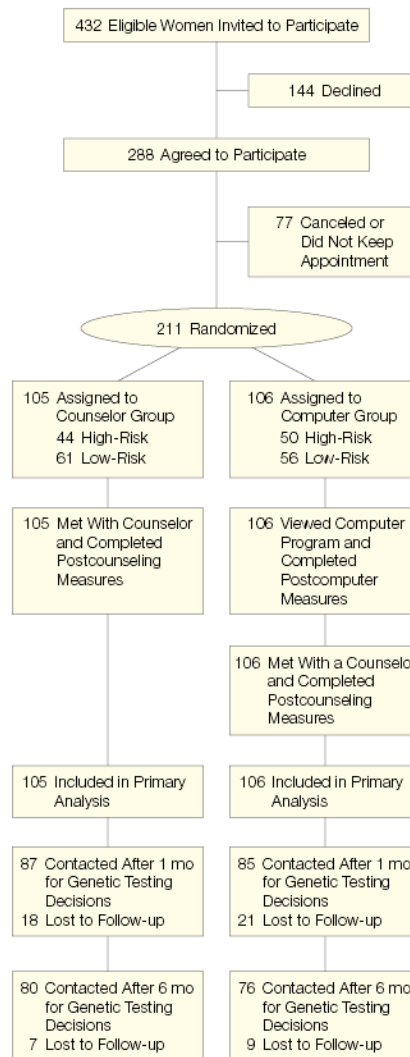 432 Eligible Women Invited to Participate
144 Declined
288 Agreed to Participate
77 Canceled or
Did Not Keep
Appointment
211 Randomized
105 Assigned to
Counselor Group
44 High-Risk
61 Low-Risk
106 Assigned to
Computer Group
50 High-Risk
56 Low-Risk
105 Met With Counselor
and Completed
Postcounseling
Measures
106 Viewed Computer
Program and
Completed
Postcomputer
Measures
106 Met With a Counselo
and Completed
Postcounseling
Measures
105 Included in Primary
Analysis
106 Included in Primary
Analysis
87 Contacted After 1 mo
for Genetic Testing
Decisions
18 Lost to Follow-up
85 Contacted After 1 mo
for Genetic Testing
Decisions
21 Lost to Follow-up
80 Contacted After 6 mo
for Genetic Testing
Decisions
7 Lost to Follow-up
76 Contacted After 6 mo
for Genetic Testing
Decisions
9 Lost to Follow-up